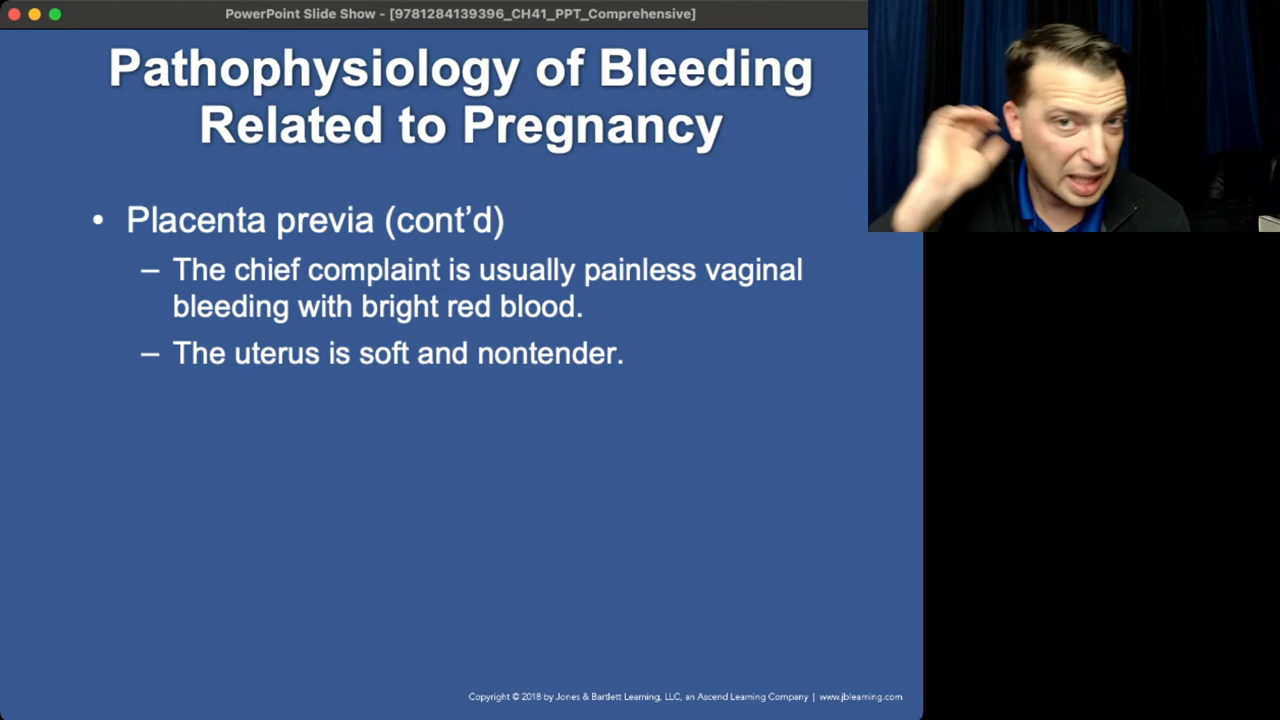 PowerPoint Slide Show - [9781284139396_CH41_PPT_Comprehensive]
Pathophysiology of Bleeding
Related to Pregnancy
• Placenta previa (cont’d)
– The chief complaint is usually painless vaginal
bleeding with bright red blood.
– The uterus is soft and nontender.
Copyright © 2018 by Jones & Bartlett Learning, LLC, an Ascend Learning Company | www.jblearning.com